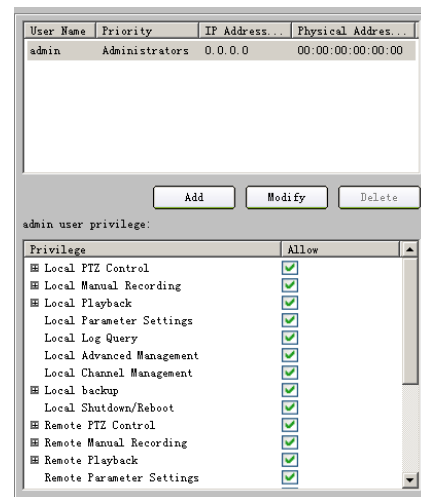 User Name Priority IP Address... Physical Addres...
admin Administrators 0.0.0.0 00:00:00:00:00:00
Add Modify Delete
admin user privilege:
Privilege Allow
Local PTZ Control
Local Manual Recording
Local Playback
Local Parameter Settings
Local Log Query
Local Advanced Management
Local Channel Management
Local backup
Local Shutdown/Reboot
Remote PTZ Control
Remote Manual Recording
Remote Playback
Remote Parameter Settings